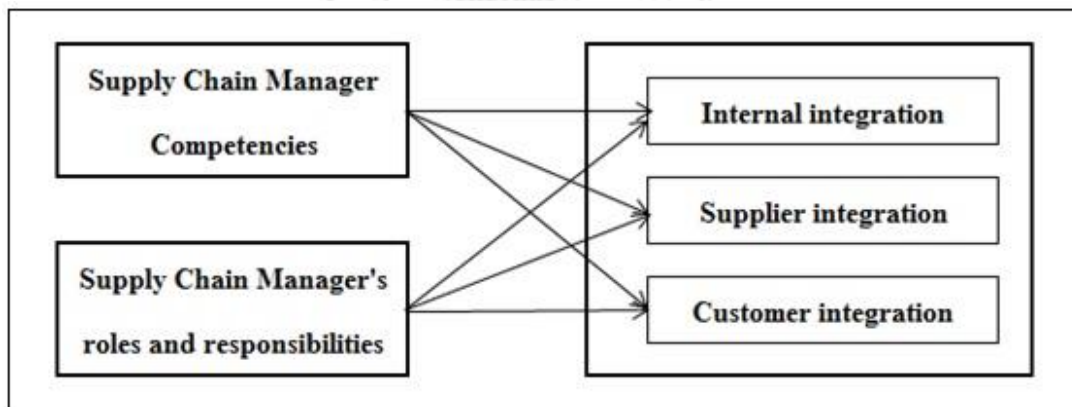 Supply Chain Manager
Competencies
Supply Chain Manager's
roles and responsibilities
Internal integration
Supplier integration
Customer integration